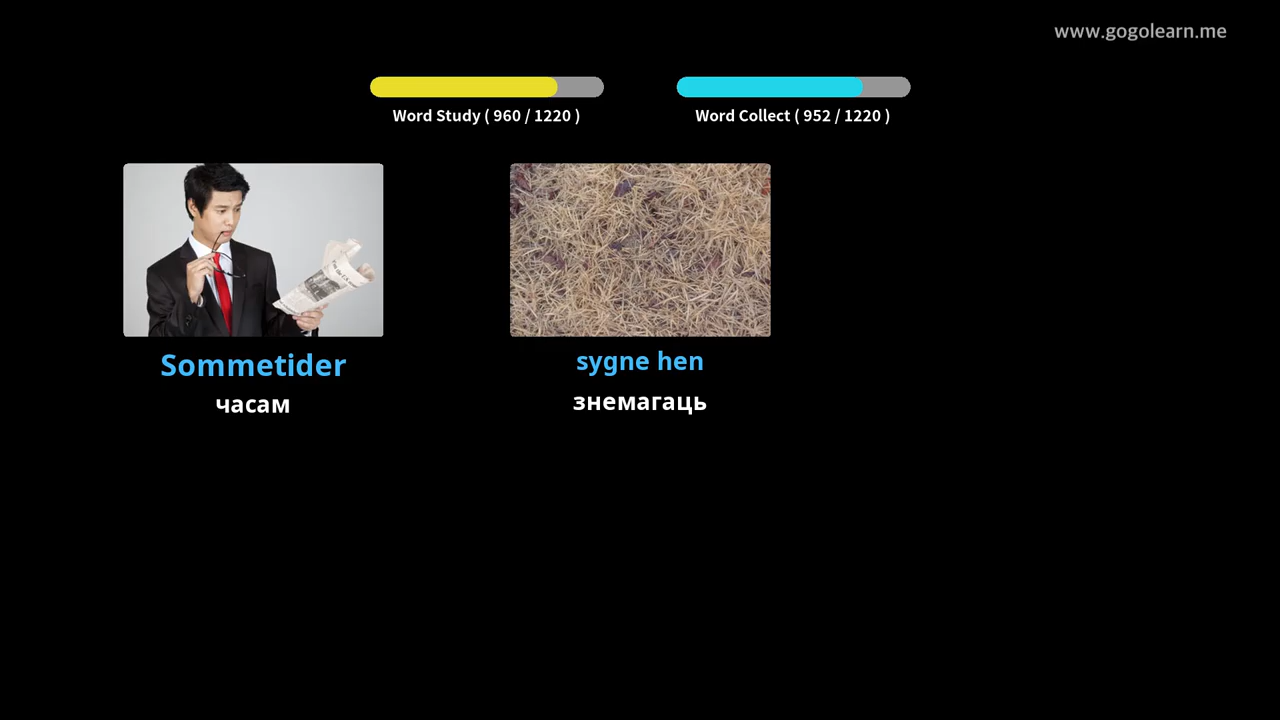 www.gogolearn.me
Word Study ( 960 / 1220 )
Word Collect ( 952 / 1220 )
Sommetider
часам
sygne hen
знемагаць